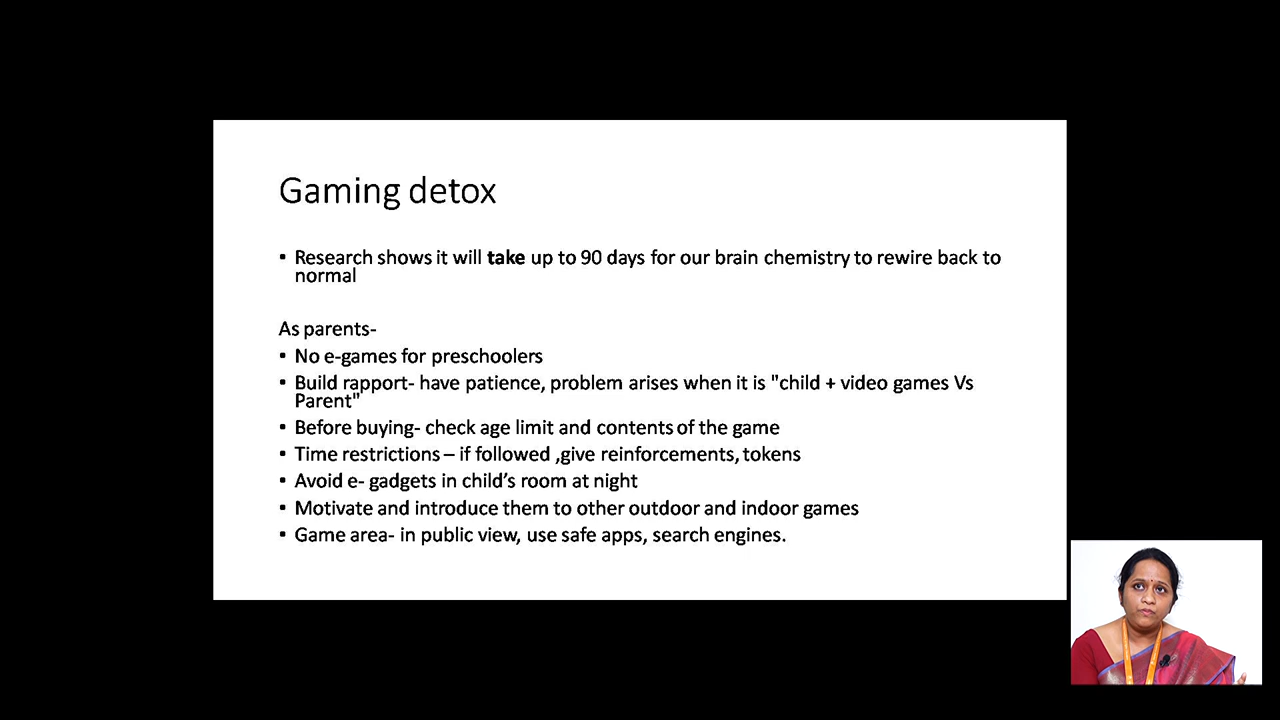 Gaming detox
▪ Research shows it will take up to 90 days for our brain chemistry to rewire back to
normal
As parents-
▪ No e-games for preschoolers
▪ Build rapport- have patience, problem arises when it is "child + video games Vs
Parent"
▪ Before buying- check age limit and contents of the game
▪ Time restrictions – if followed ,give reinforcements, tokens
▪ Avoid e- gadgets in child’s room at night
▪ Motivate and introduce them to other outdoor and indoor games
▪ Game area- in public view, use safe apps, search engines.